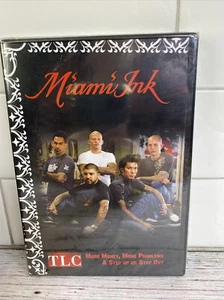 Miami Ink
TLC
More Money, More Problems
& Step up or Step Out